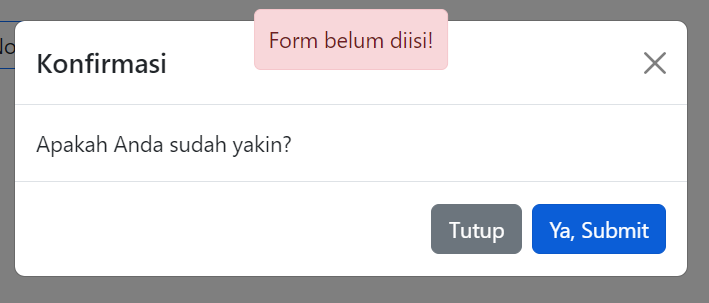 Form belum diisi!
Konfirmasi
Apakah Anda sudah yakin?
Tutup
Ya, Submit